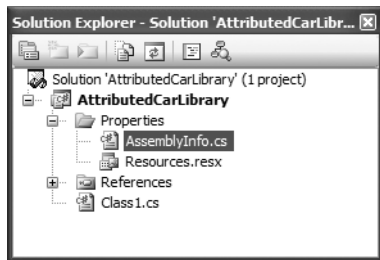 Solution Explorer - Solution 'AttributedCarLibr...
Solution 'AttributedCarLibrary' (1 project)
AttributedCarLibrary
Properties
AssemblyInfo.cs
Resources.resx
References
Class1.cs